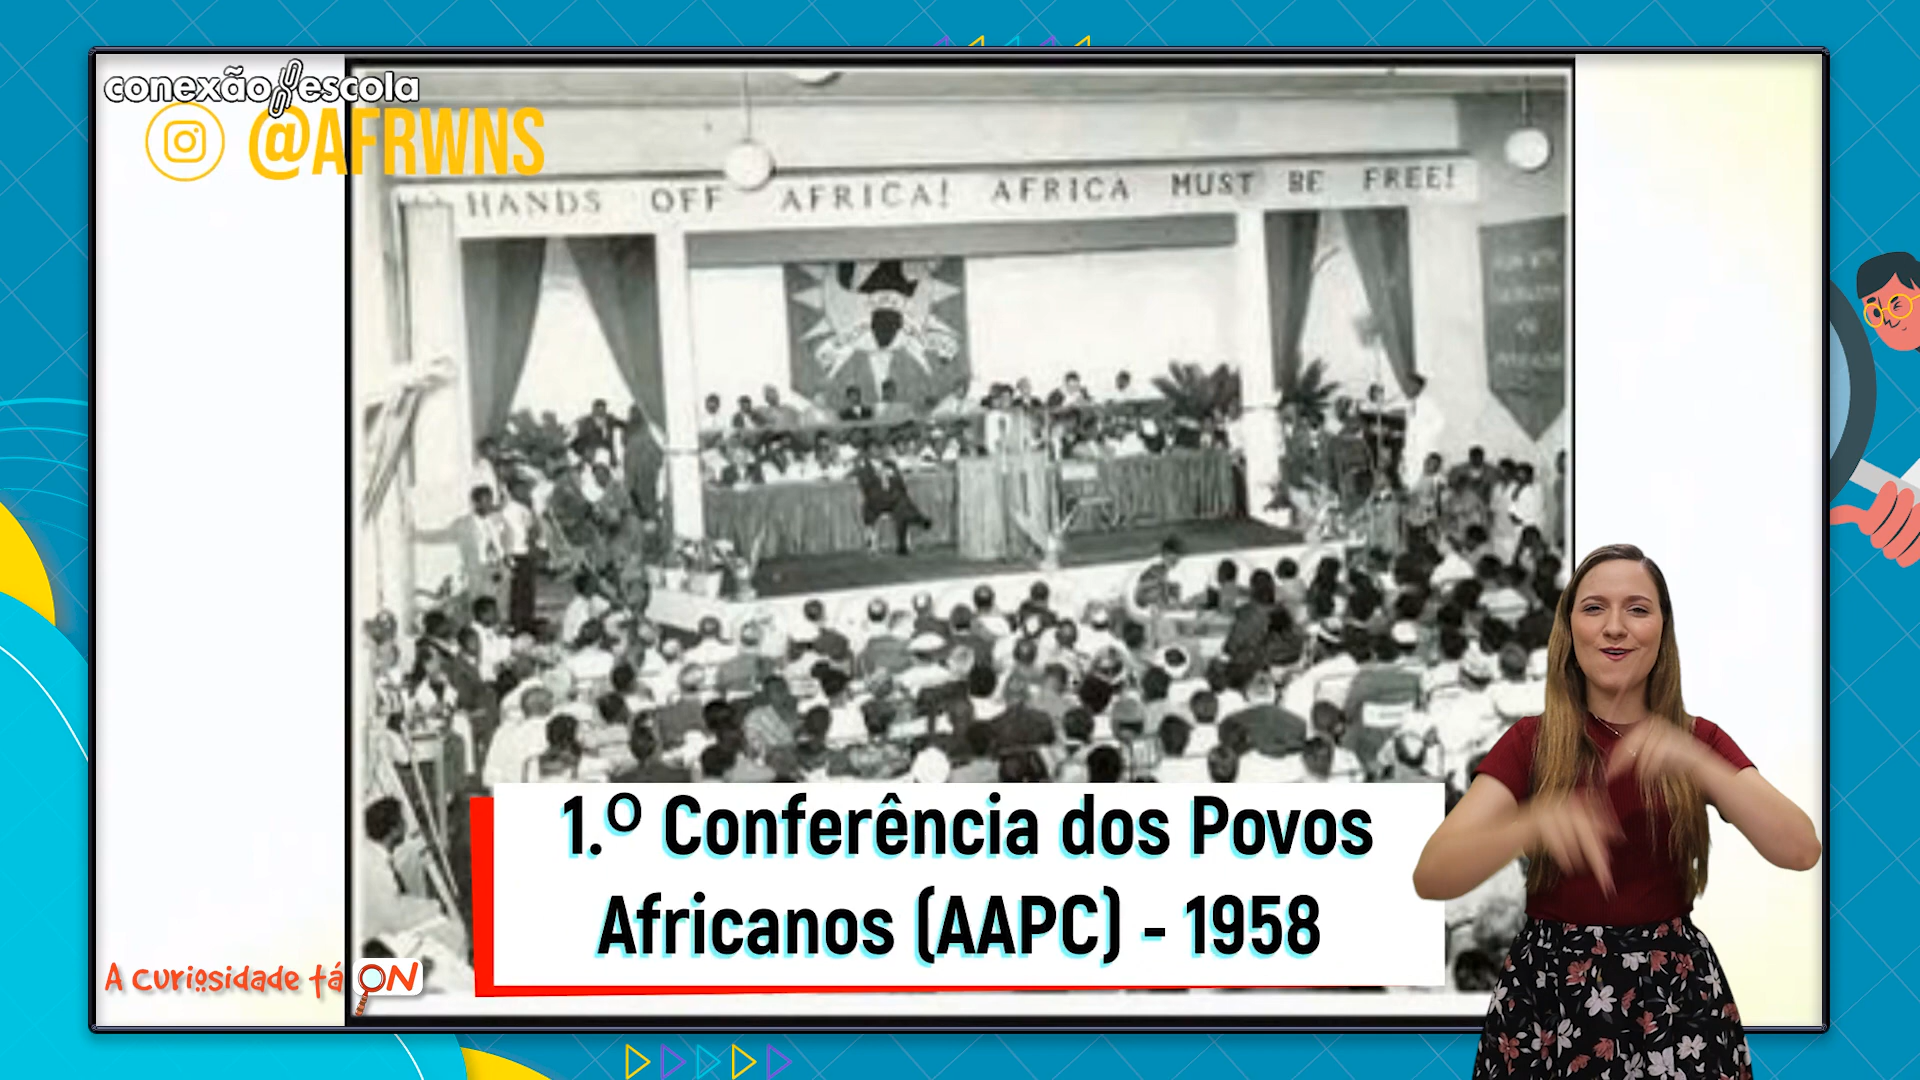 conexão escola
@AFRWNS
HANDS OFF AFRICA! AFRICA MUST BE FREE!
1.º Conferência dos Povos
Africanos (AAPC) - 1958
A curiosidade tá ON